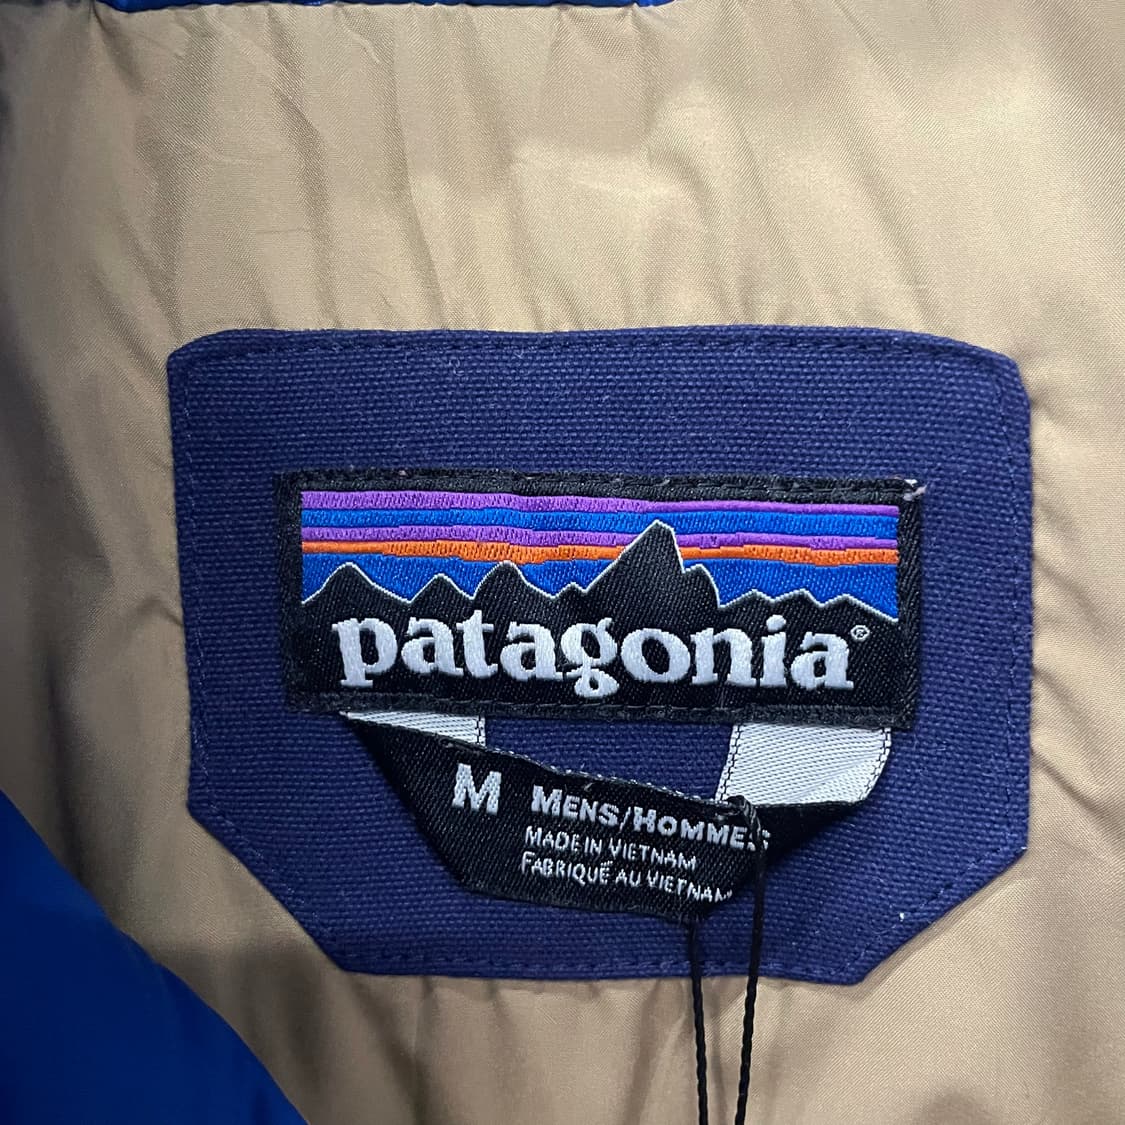 patagonia®
M MENS/HOMMES
MADE IN VIETNAM
FABRIQUÉ AU VIETNAM